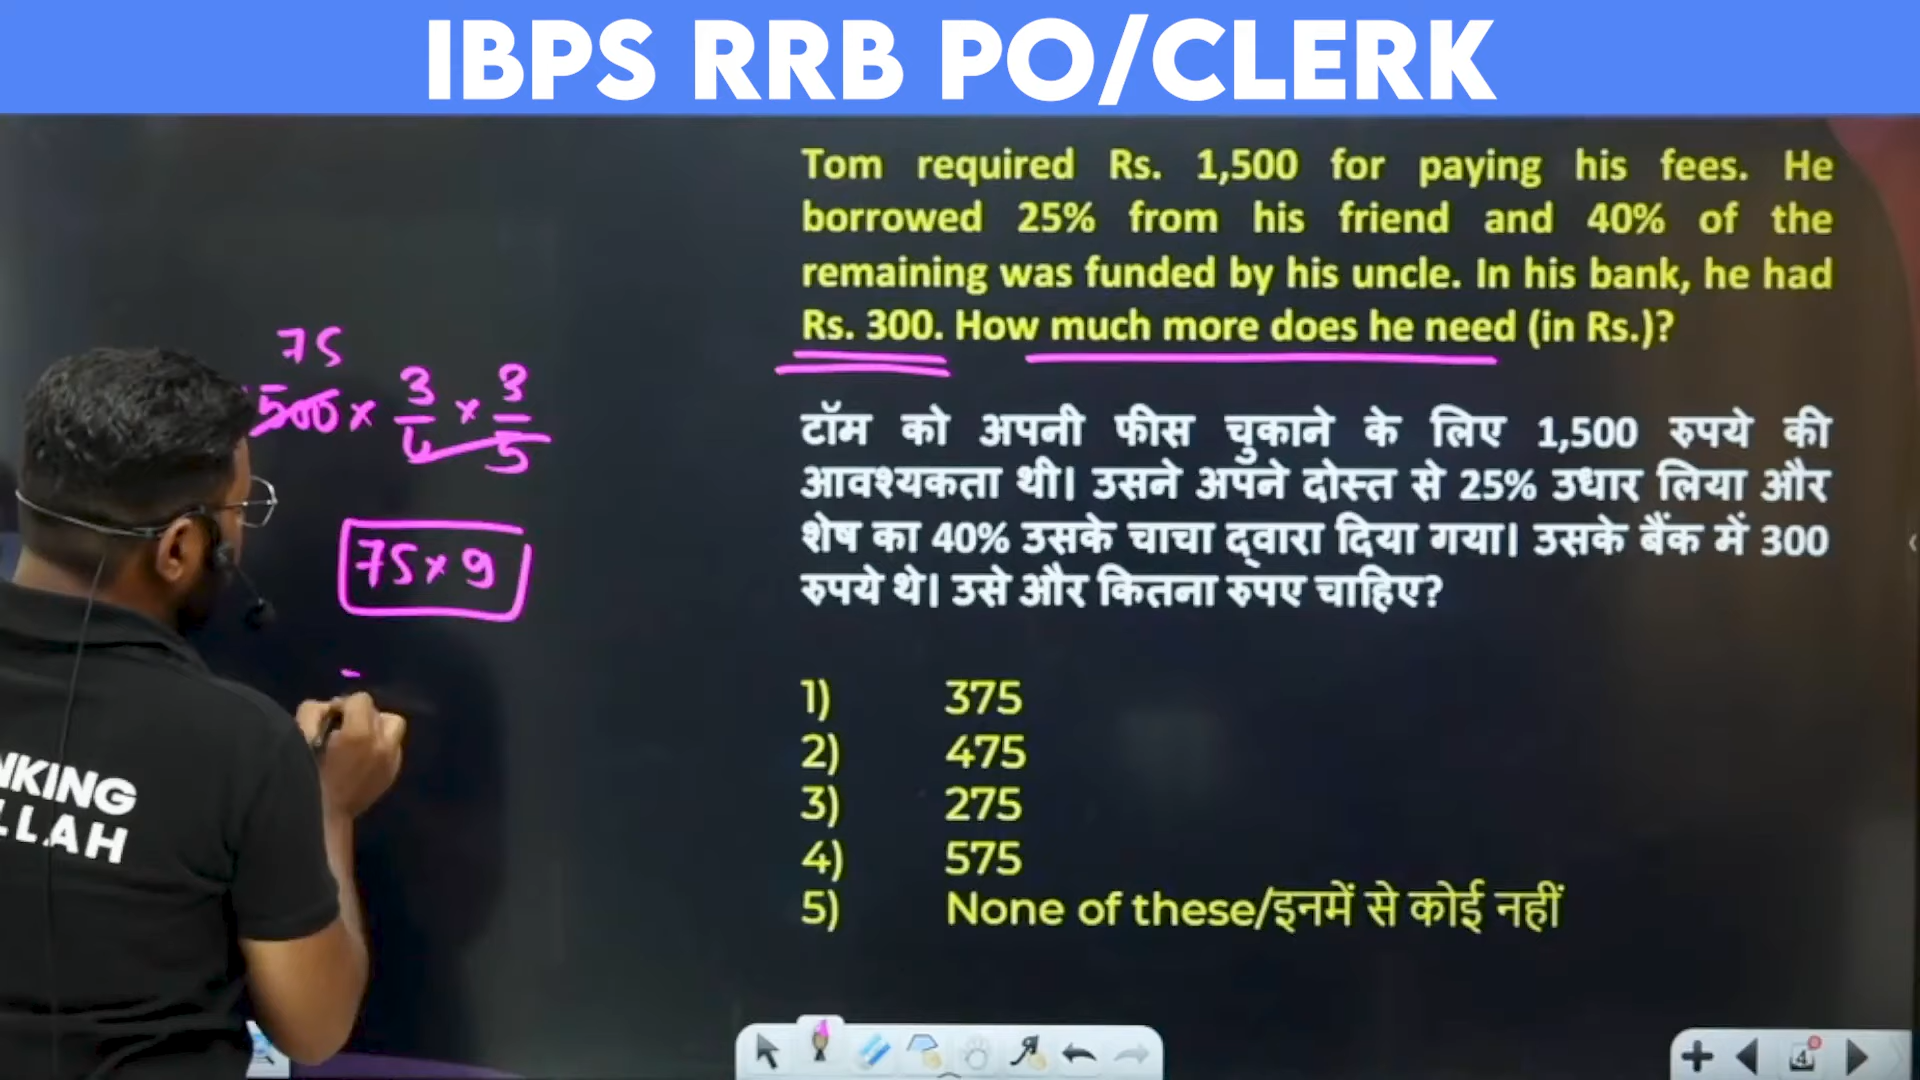 IBPS RRB PO/CLERK
Tom required Rs. 1,500 for paying his fees. He
borrowed 25% from his friend and 40% of the
remaining was funded by his uncle. In his bank, he had
Rs. 300. How much more does he need (in Rs.)?
टॉम को अपनी फीस चुकाने के लिए 1,500 रुपये की
आवश्यकता थी। उसने अपने दोस्त से 25% उधार लिया और
शेष का 40% उसके चाचा द्वारा दिया गया। उसके बैंक में 300
रुपये थे। उसे और कितना रुपए चाहिए?
1) 375
2) 475
3) 275
4) 575
5) None of these/इनमें से कोई नहीं
75
500 × 3/4 × 3/5
75 × 9
NKING
LLAH
4